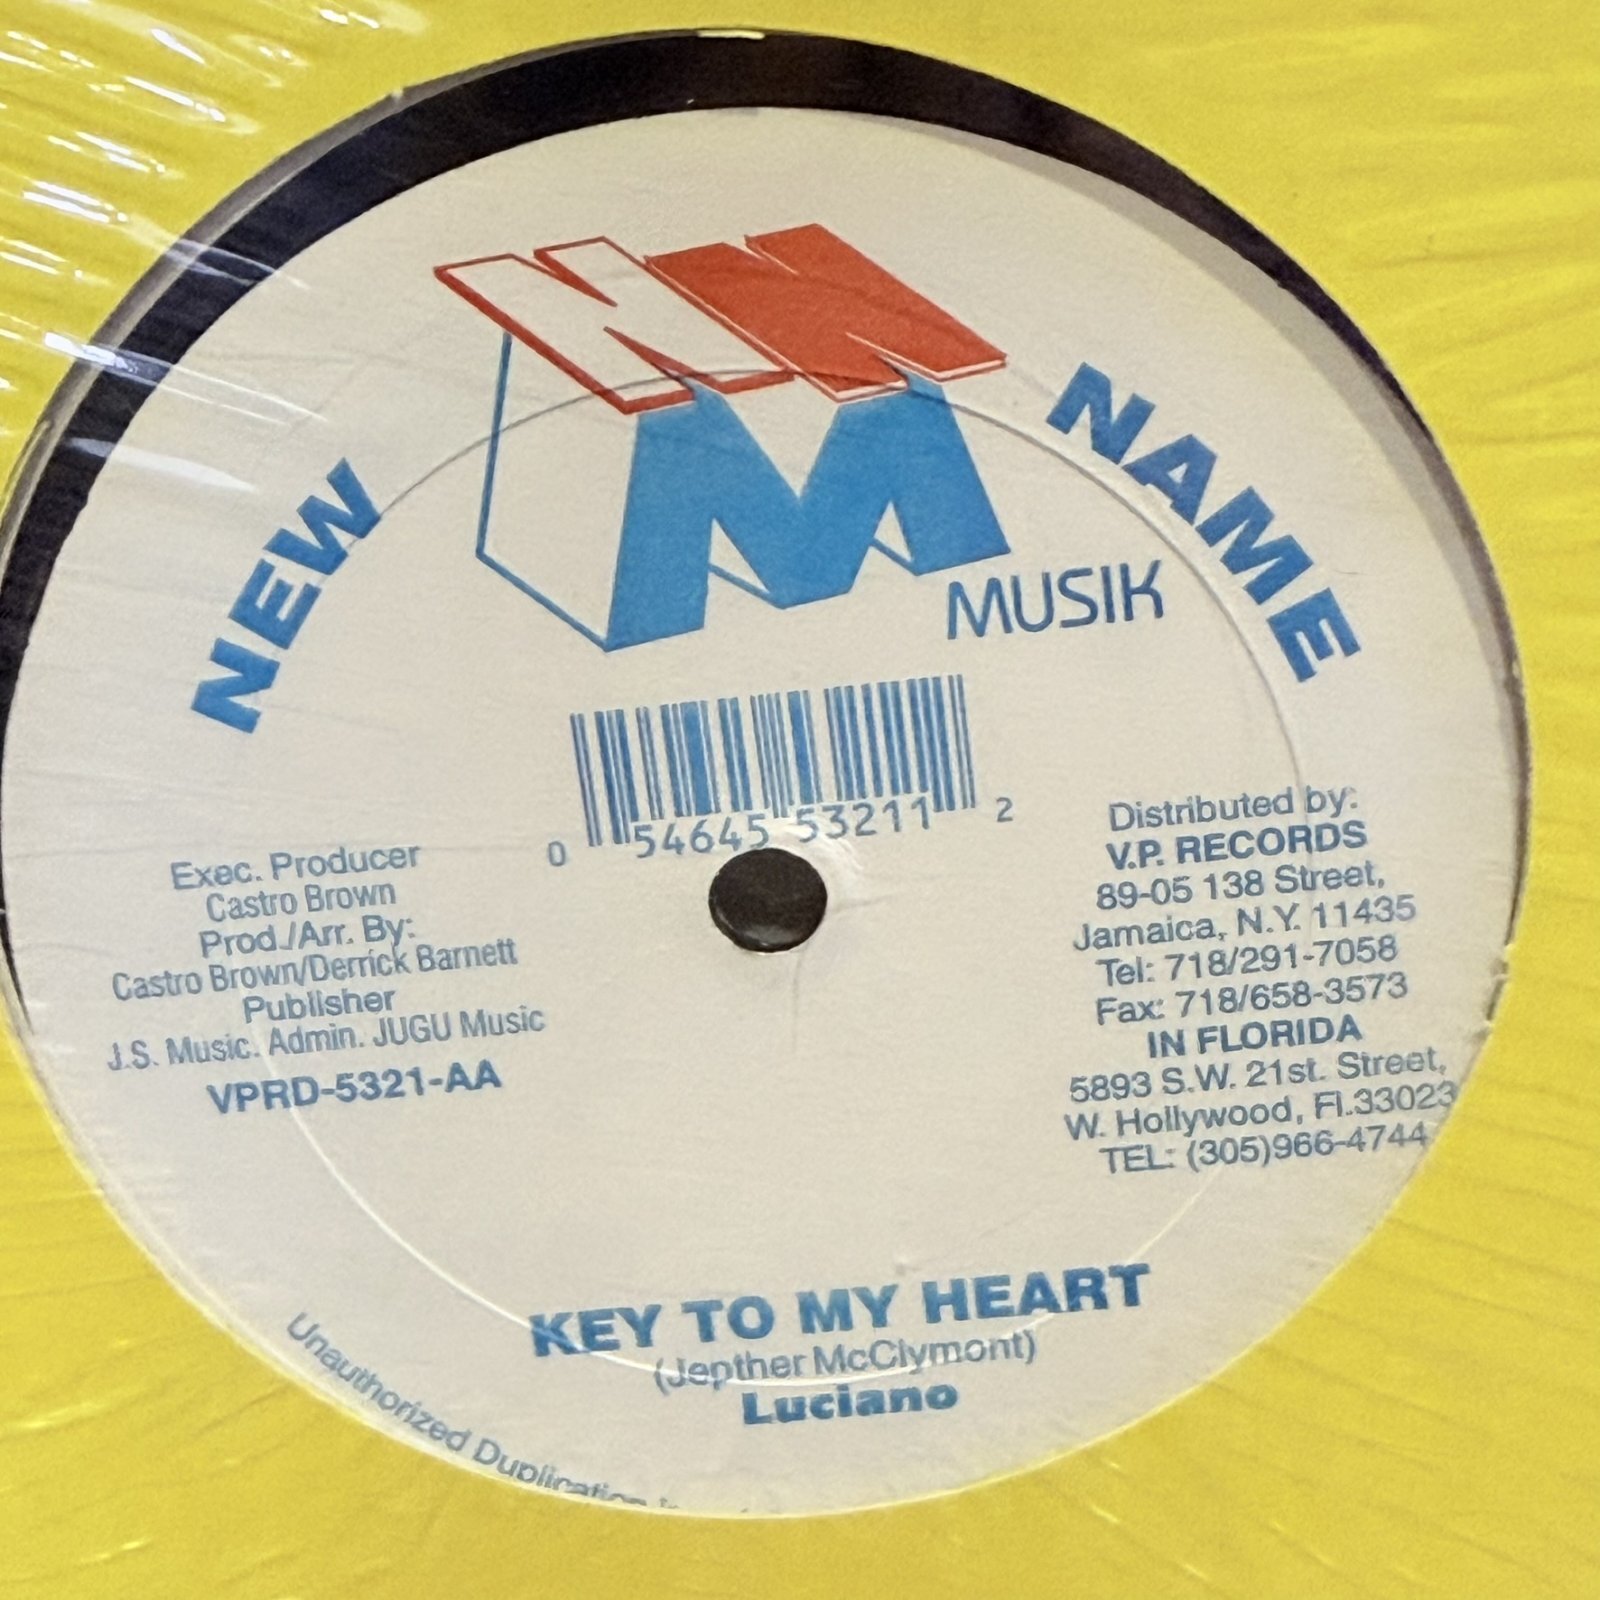 NEW NAME
MUSIK
0 54645 53211 2
Exec. Producer
Castro Brown
Prod./Arr. By:
Castro Brown/Derrick Barnett
Publisher
J.S. Music. Admin. JUGU Music
VPRD-5321-AA
Distributed by:
V.P. RECORDS
89-05 138 Street,
Jamaica, N.Y. 11435
Tel: 718/291-7058
Fax: 718/658-3573
IN FLORIDA
5893 S.W. 21st. Street,
W. Hollywood, Fl.33023
TEL: (305)966-4744
KEY TO MY HEART
(Jepther McClymont)
Luciano
Unauthorized Duplication